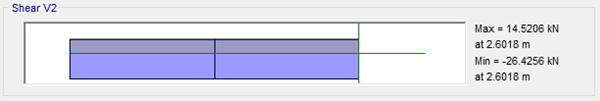 Shear V2
Max = 14.5206 kN
at 2.6018 m
Min = -26.4256 kN
at 2.6018 m